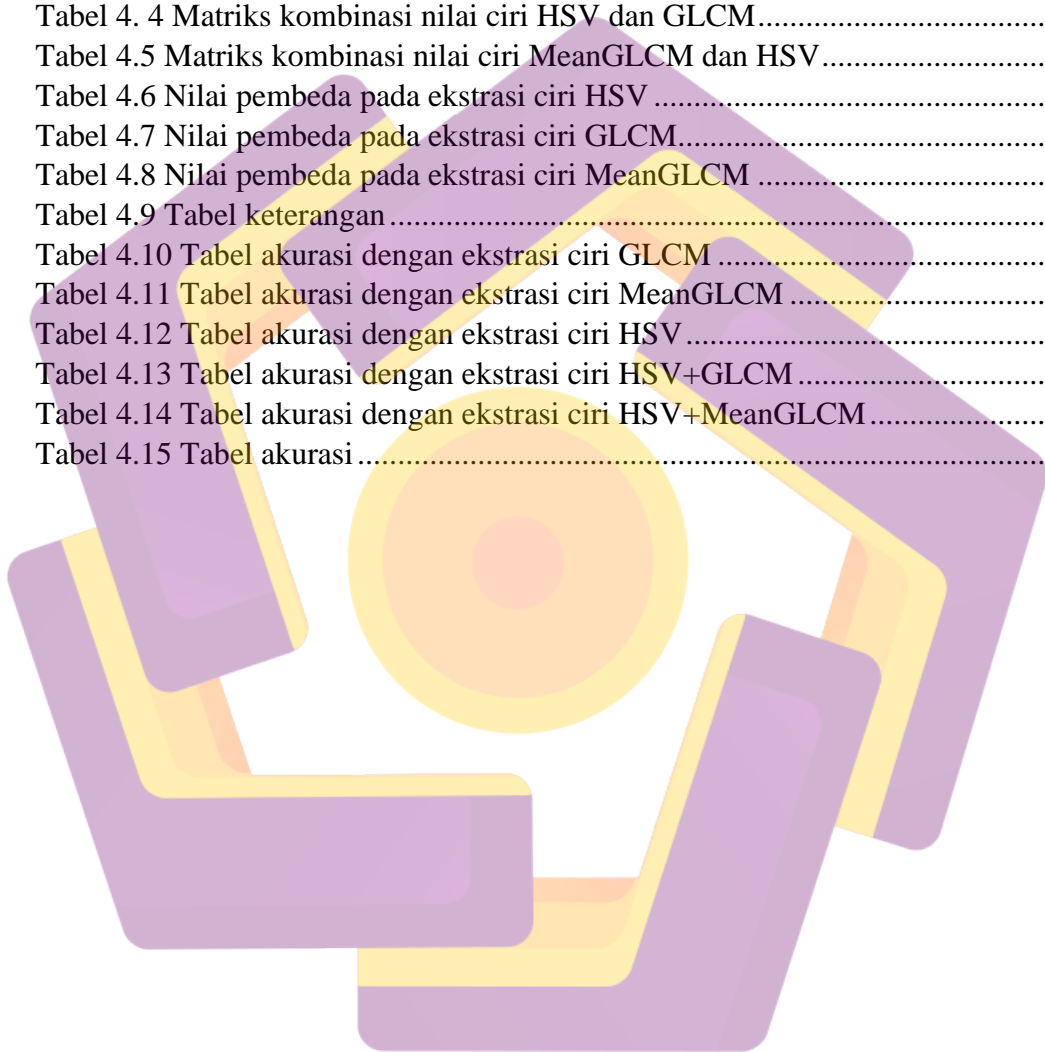 Tabel 4. 4 Matriks kombinasi nilai ciri HSV dan GLCM.......................................
Tabel 4.5 Matriks kombinasi nilai ciri MeanGLCM dan HSV..............................
Tabel 4.6 Nilai pembeda pada ekstrasi ciri HSV.....................................................
Tabel 4.7 Nilai pembeda pada ekstrasi ciri GLCM.................................................
Tabel 4.8 Nilai pembeda pada ekstrasi ciri MeanGLCM.......................................
Tabel 4.9 Tabel keterangan.....................................................................................
Tabel 4.10 Tabel akurasi dengan ekstrasi ciri GLCM............................................
Tabel 4.11 Tabel akurasi dengan ekstrasi ciri MeanGLCM...................................
Tabel 4.12 Tabel akurasi dengan ekstrasi ciri HSV................................................
Tabel 4.13 Tabel akurasi dengan ekstrasi ciri HSV+GLCM..................................
Tabel 4.14 Tabel akurasi dengan ekstrasi ciri HSV+MeanGLCM........................
Tabel 4.15 Tabel akurasi.........................................................................................